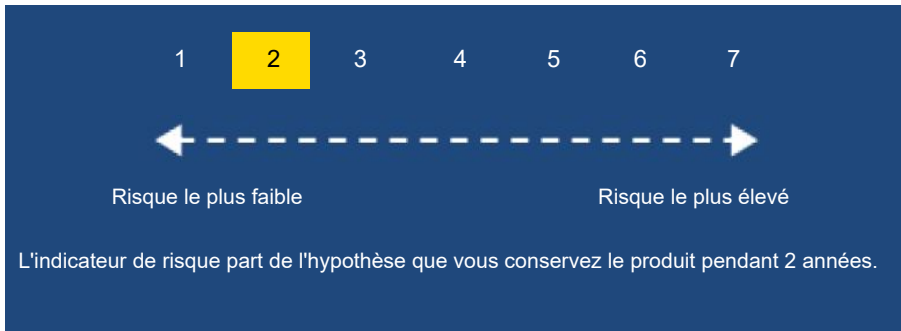 1 2 3 4 5 6 7
Risque le plus faible Risque le plus élevé
L'indicateur de risque part de l'hypothèse que vous conservez le produit pendant 2 années.